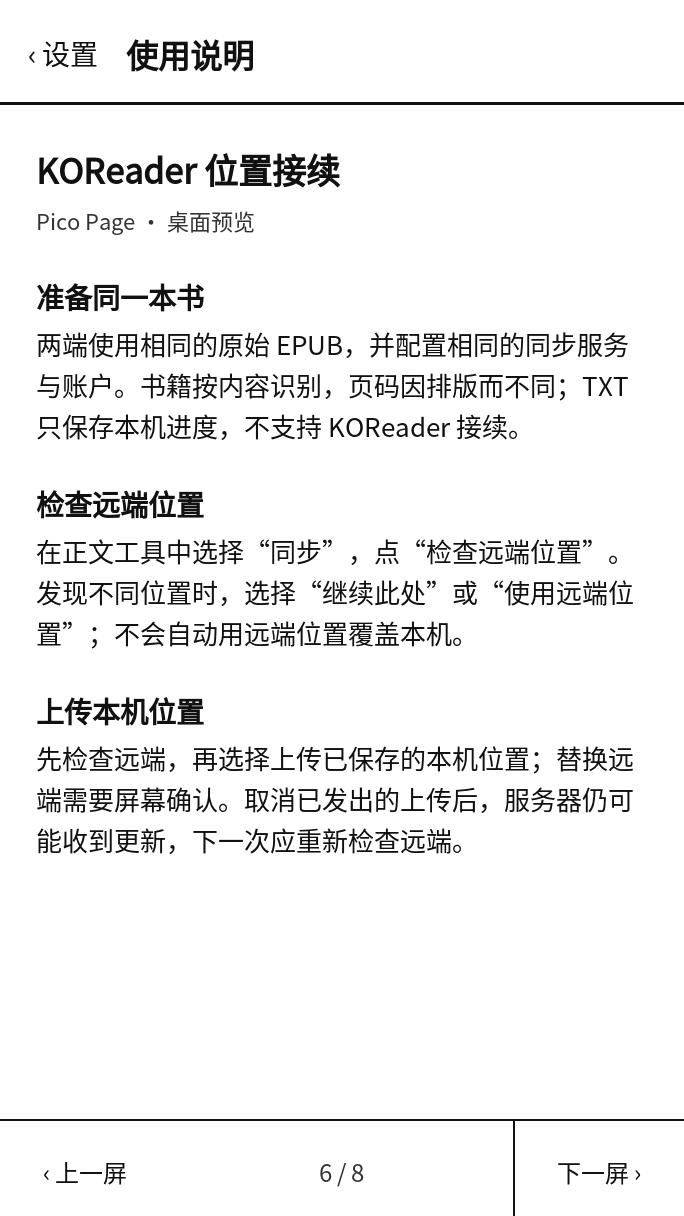 ‹ 设置 使用说明
KOReader 位置接续
Pico Page · 桌面预览
准备同一本书
两端使用相同的原始 EPUB，并配置相同的同步服务
与账户。书籍按内容识别，页码因排版而不同；TXT
只保存本机进度，不支持 KOReader 接续。
检查远端位置
在正文工具中选择“同步”，点“检查远端位置”。
发现不同位置时，选择“继续此处”或“使用远端位
置”；不会自动用远端位置覆盖本机。
上传本机位置
先检查远端，再选择上传已保存的本机位置；替换远
端需要屏幕确认。取消已发出的上传后，服务器仍可
能收到更新，下一次应重新检查远端。
‹ 上一屏 6 / 8 下一屏 ›